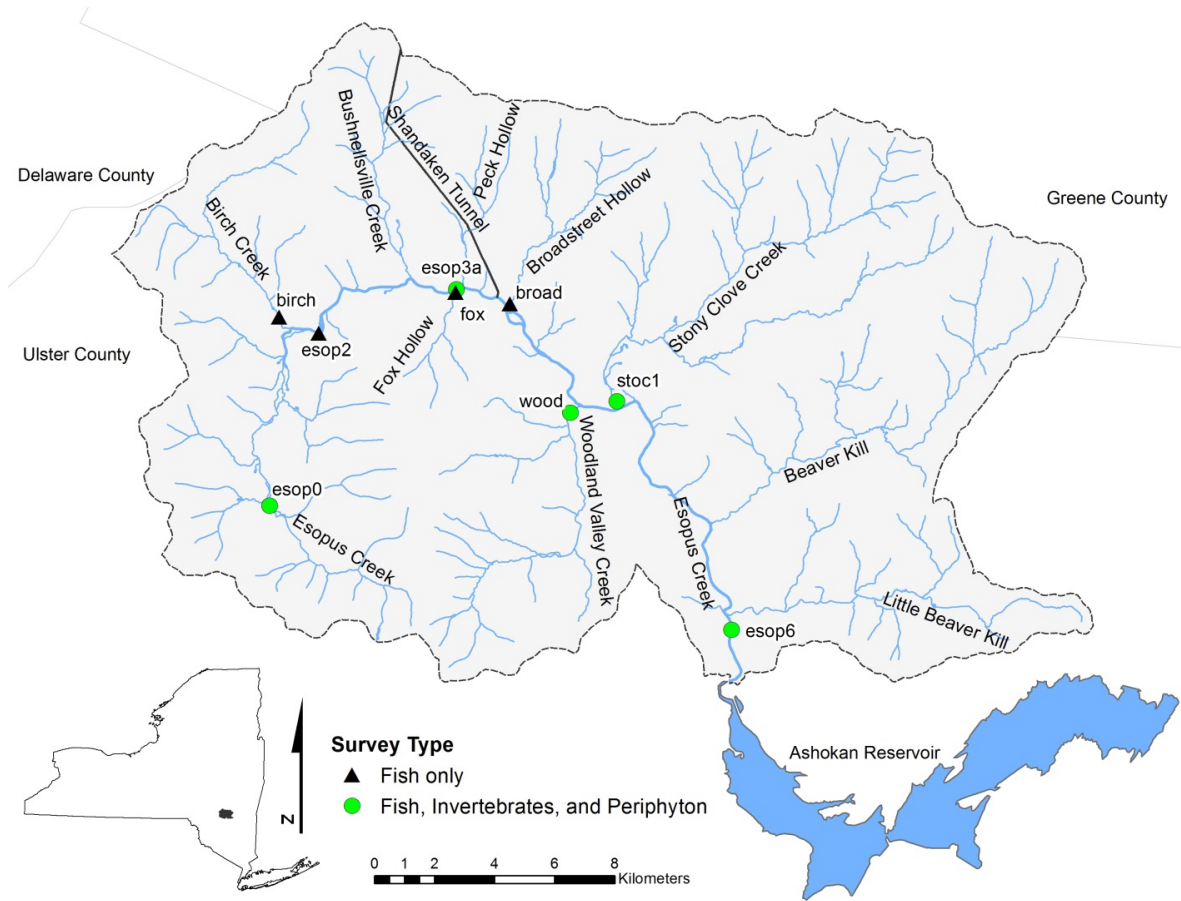 Bushnellsville Creek
Shandaken Tunnel
Peck Hollow
Delaware County
Birch Creek
Broadstreet Hollow
Greene County
esop3a
Stony Clove Creek
birch
broad
fox
esop2
Ulster County
Fox Hollow
stoc1
wood
Woodland Valley Creek
Beaver Kill
esop0
Esopus Creek
Esopus Creek
Little Beaver Kill
esop6
Ashokan Reservoir
N
Survey Type
Fish only
Fish, Invertebrates, and Periphyton
0 1 2 4 6 8
Kilometers